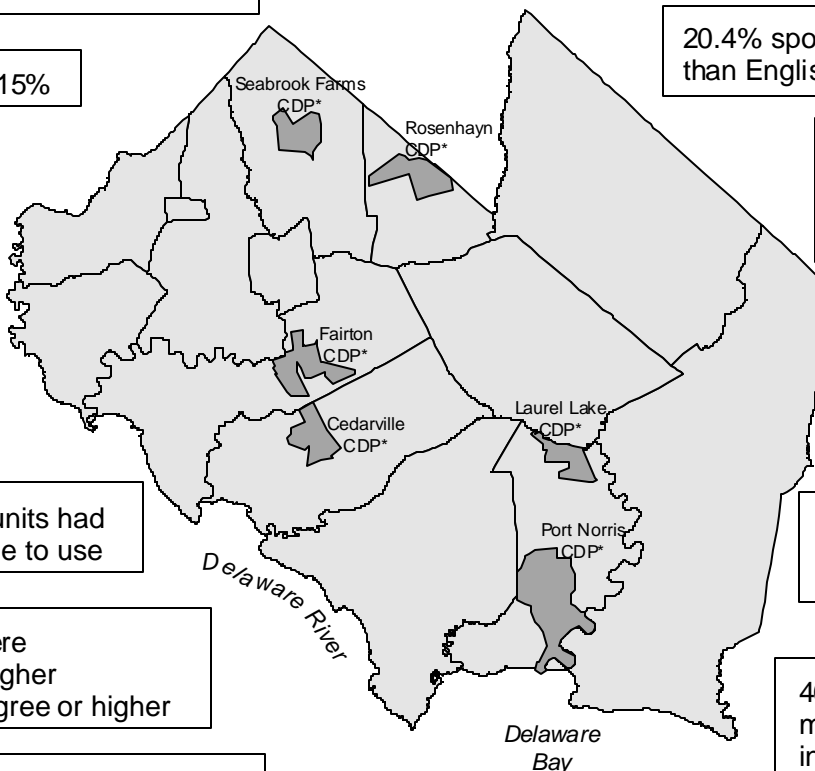 15%
20.4% spo
than Englis
Seabrook Farms
CDP*
Rosenhayn
CDP*
Fairton
CDP*
Cedarville
CDP*
Laurel Lake
CDP*
units had
e to use
Port Norris
CDP*
Delaware River
ere
gher
gree or higher
Delaware
Bay
40
m
in